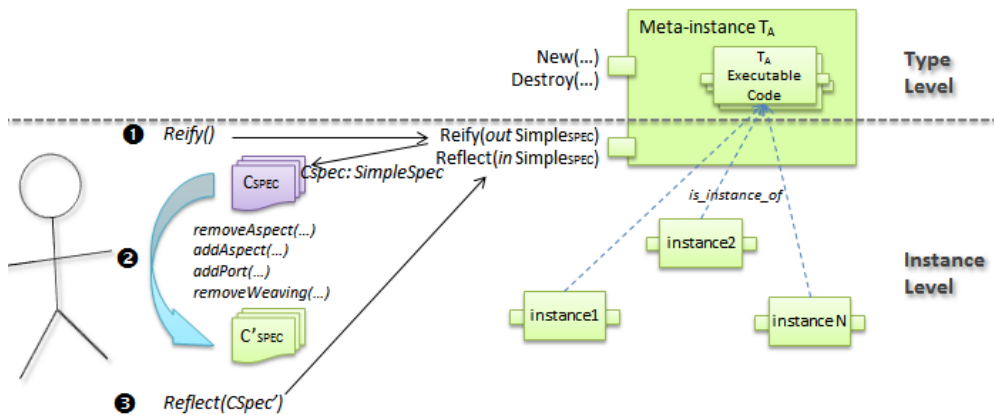 Meta-instance TA
New(...)
Destroy(...)
TA
Executable
Code
Type
Level
❶ Reify()
Reify(out SimpleSPEC)
Reflect(in SimpleSPEC)
Cspec: SimpleSpec
CSPEC
is_instance_of
removeAspect(...)
addAspect(...)
❷
addPort(...)
removeWeaving(...)
instance2
Instance
Level
instance1
instance N
C'SPEC
❸ Reflect(CSpec')